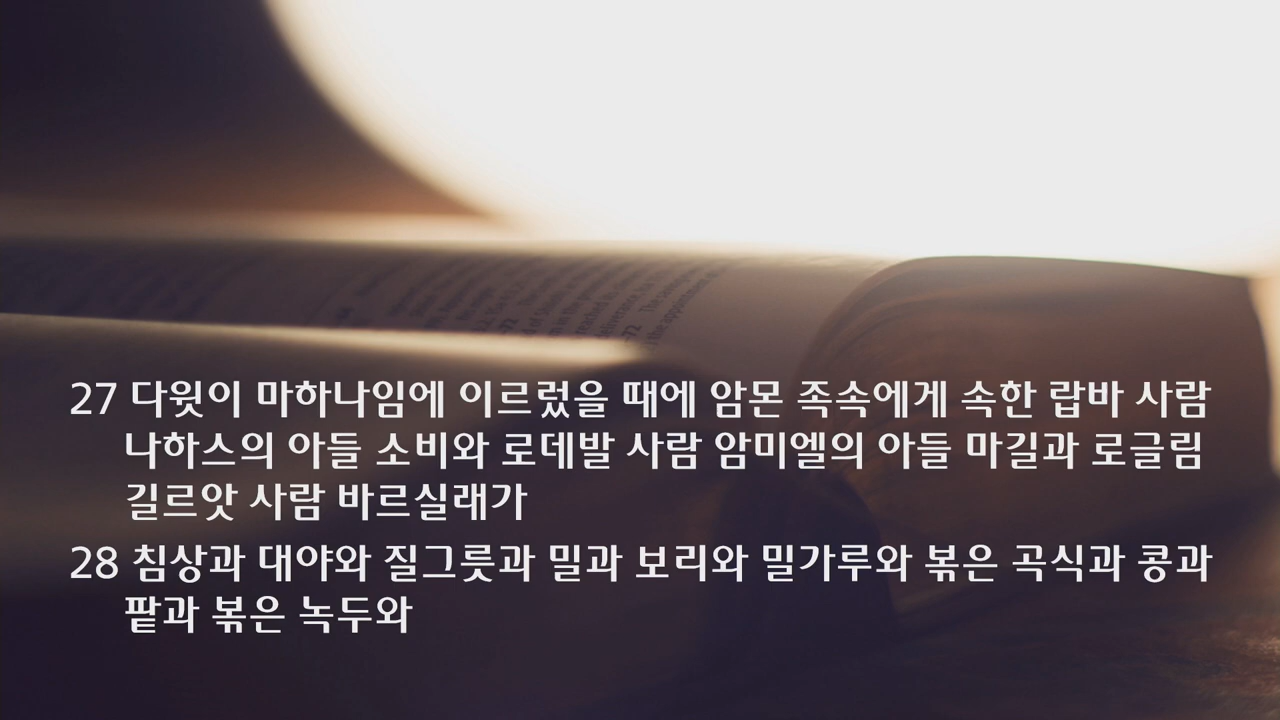 27 다윗이 마하나임에 이르렀을 때에 암몬 족속에게 속한 랍바 사람
나하스의 아들 소비와 로데발 사람 암미엘의 아들 마길과 로글림
길르앗 사람 바르실래가
28 침상과 대야와 질그릇과 밀과 보리와 밀가루와 볶은 곡식과 콩과
팥과 볶은 녹두와